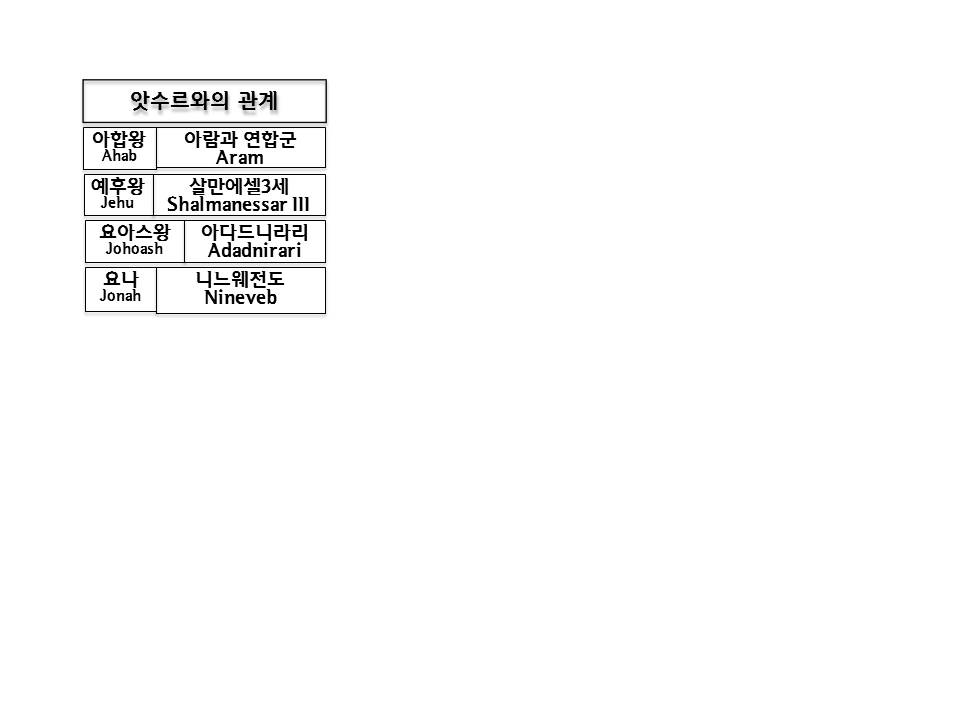 앗수르와의 관계
아합왕
Ahab
아람과 연합군
Aram
예후왕
Jehu
살만에셀3세
Shalmanessar III
요아스왕
Johoash
아다드니라리
Adadnirari
요나
Jonah
니느웨전도
Nineveb